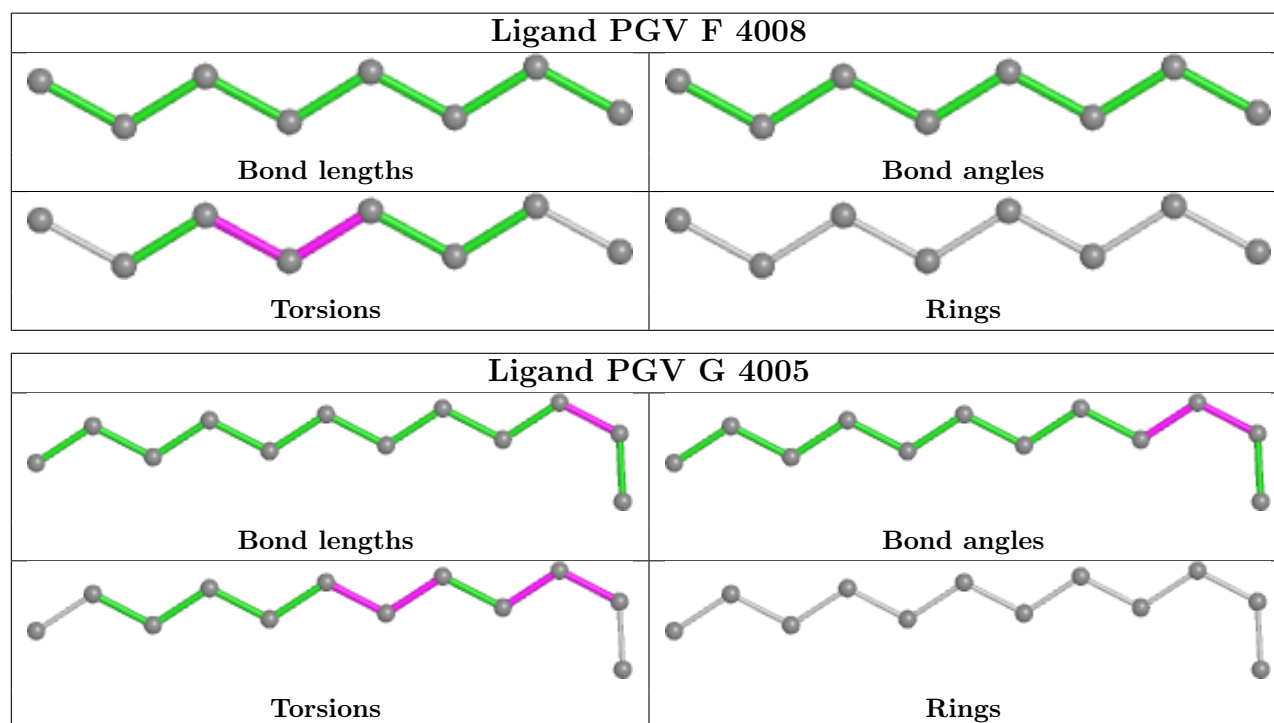 Ligand PGV F 4008
Bond lengths
Bond angles
Torsions
Rings
Ligand PGV G 4005
Bond lengths
Bond angles
Torsions
Rings